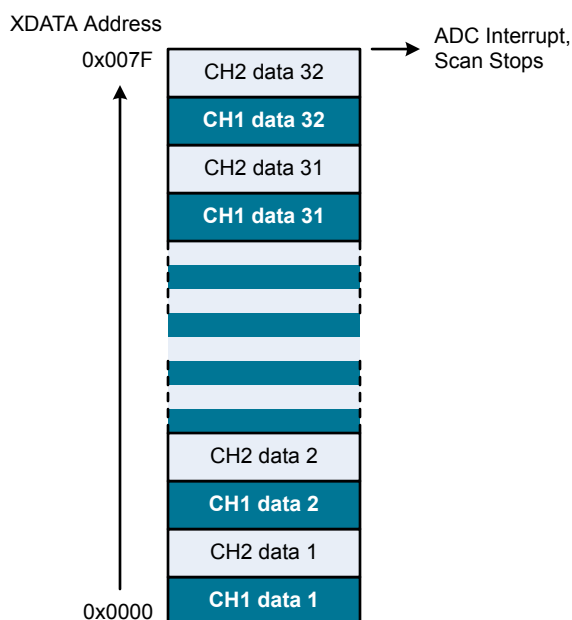 XDATA Address
0x007F
ADC Interrupt,
Scan Stops
CH2 data 32
CH1 data 32
CH2 data 31
CH1 data 31
CH2 data 2
CH1 data 2
CH2 data 1
0x0000
CH1 data 1